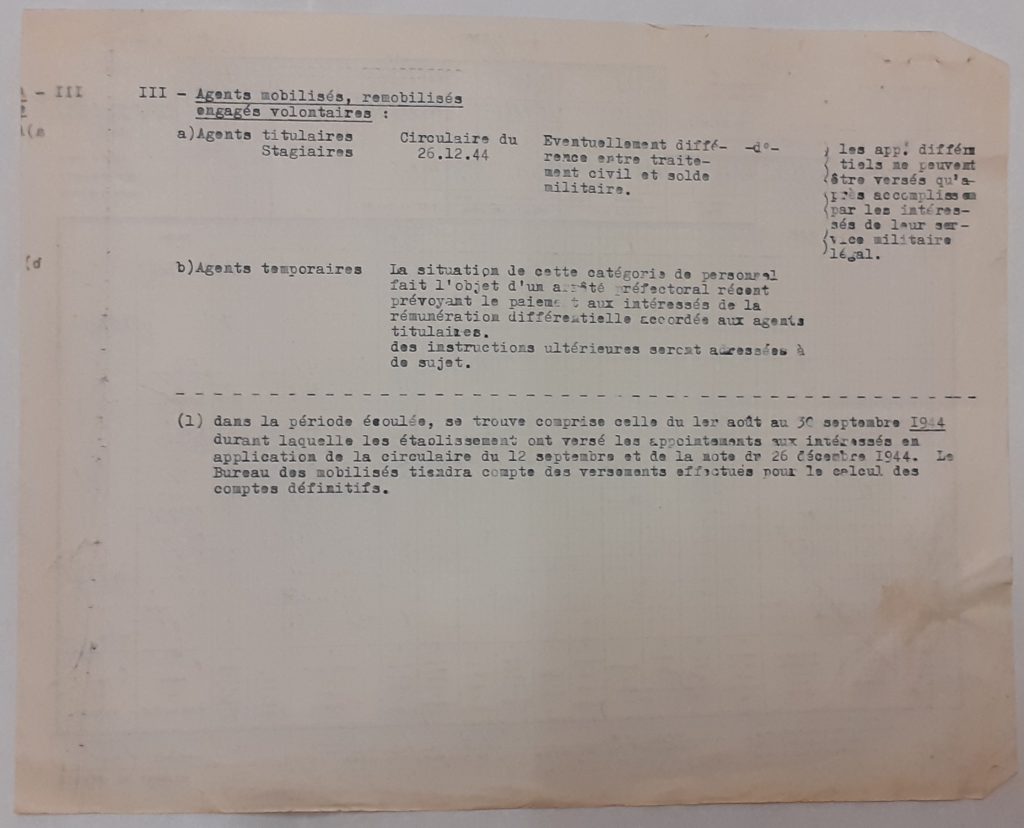 - III
III - Agents mobilisés, remobilisés
engagés volontaires :
a)Agents titulaires Circulaire du Eventuellement diffé- -d°- ) les app. différen
Stagiaires 26.12.44 rence entre traite- ( tiels ne peuvent
ment civil et solde (être versés qu'a-
militaire. )près accomplissem
(par les intéres-
(sés de leur ser-
(vice militaire
)légal.
(d
b)Agents temporaires La situation de cette catégoris de personnel
fait l'objet d'un arrêté préfectoral récent
prévoyant le paiement aux intéressés de la
rémunération différentielle accordée aux agents
titulaires.
des instructions ultérieures seront adressées à
de sujet.
(1) dans la période écoulée, se trouve comprise celle du 1er août au 30 septembre 1944
durant laquelle les établissement ont versé les appointements aux intéressés en
application de la circulaire du 12 septembre et de la note dr 26 décembre 1944. Le
Bureau des mobilisés tiendra compte des versements effectués pour le calcul des
comptes définitifs.